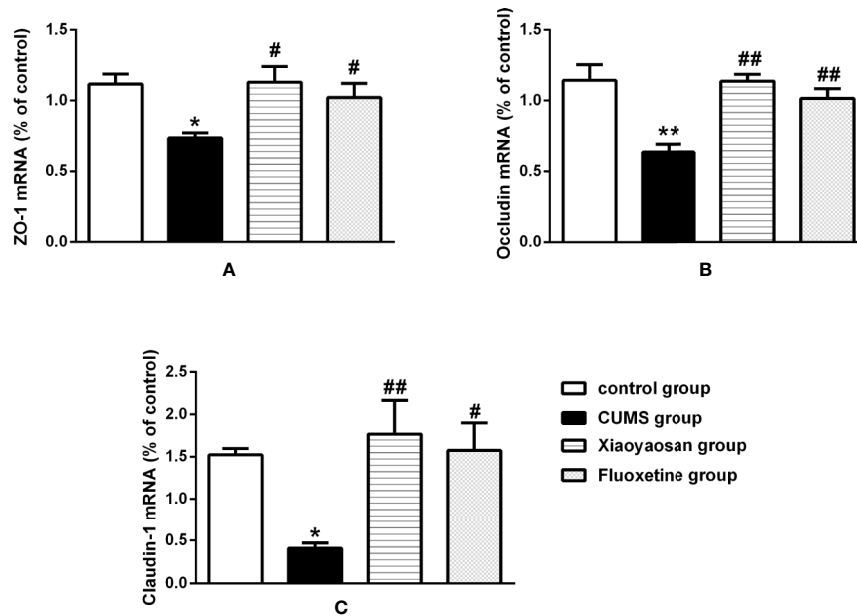 ZO-1 mRNA (% of control)
1.5
1.0
0.5
0.0
*
#
#
A
Occludin mRNA (% of control)
1.5
1.0
0.5
0.0
**
##
##
B
Claudin-1 mRNA (% of control)
2.5
2.0
1.5
1.0
0.5
0.0
*
##
#
C
control group
CUMS group
Xiaoyaosan group
Fluoxetine group